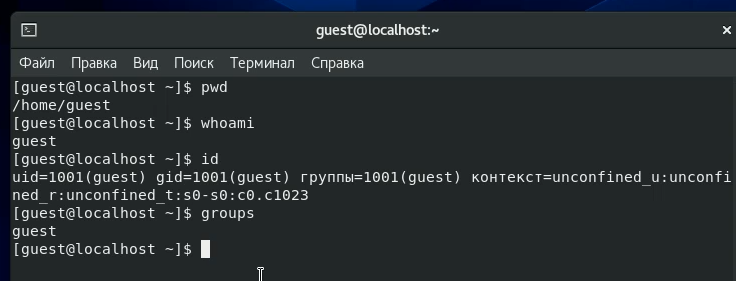 guest@localhost:~
Файл Правка Вид Поиск Терминал Справка
[guest@localhost ~]$ pwd
/home/guest
[guest@localhost ~]$ whoami
guest
[guest@localhost ~]$ id
uid=1001(guest) gid=1001(guest) группы=1001(guest) контекст=unconfined_u:unconfi
ned_r:unconfined_t:s0-s0:c0.c1023
[guest@localhost ~]$ groups
guest
[guest@localhost ~]$